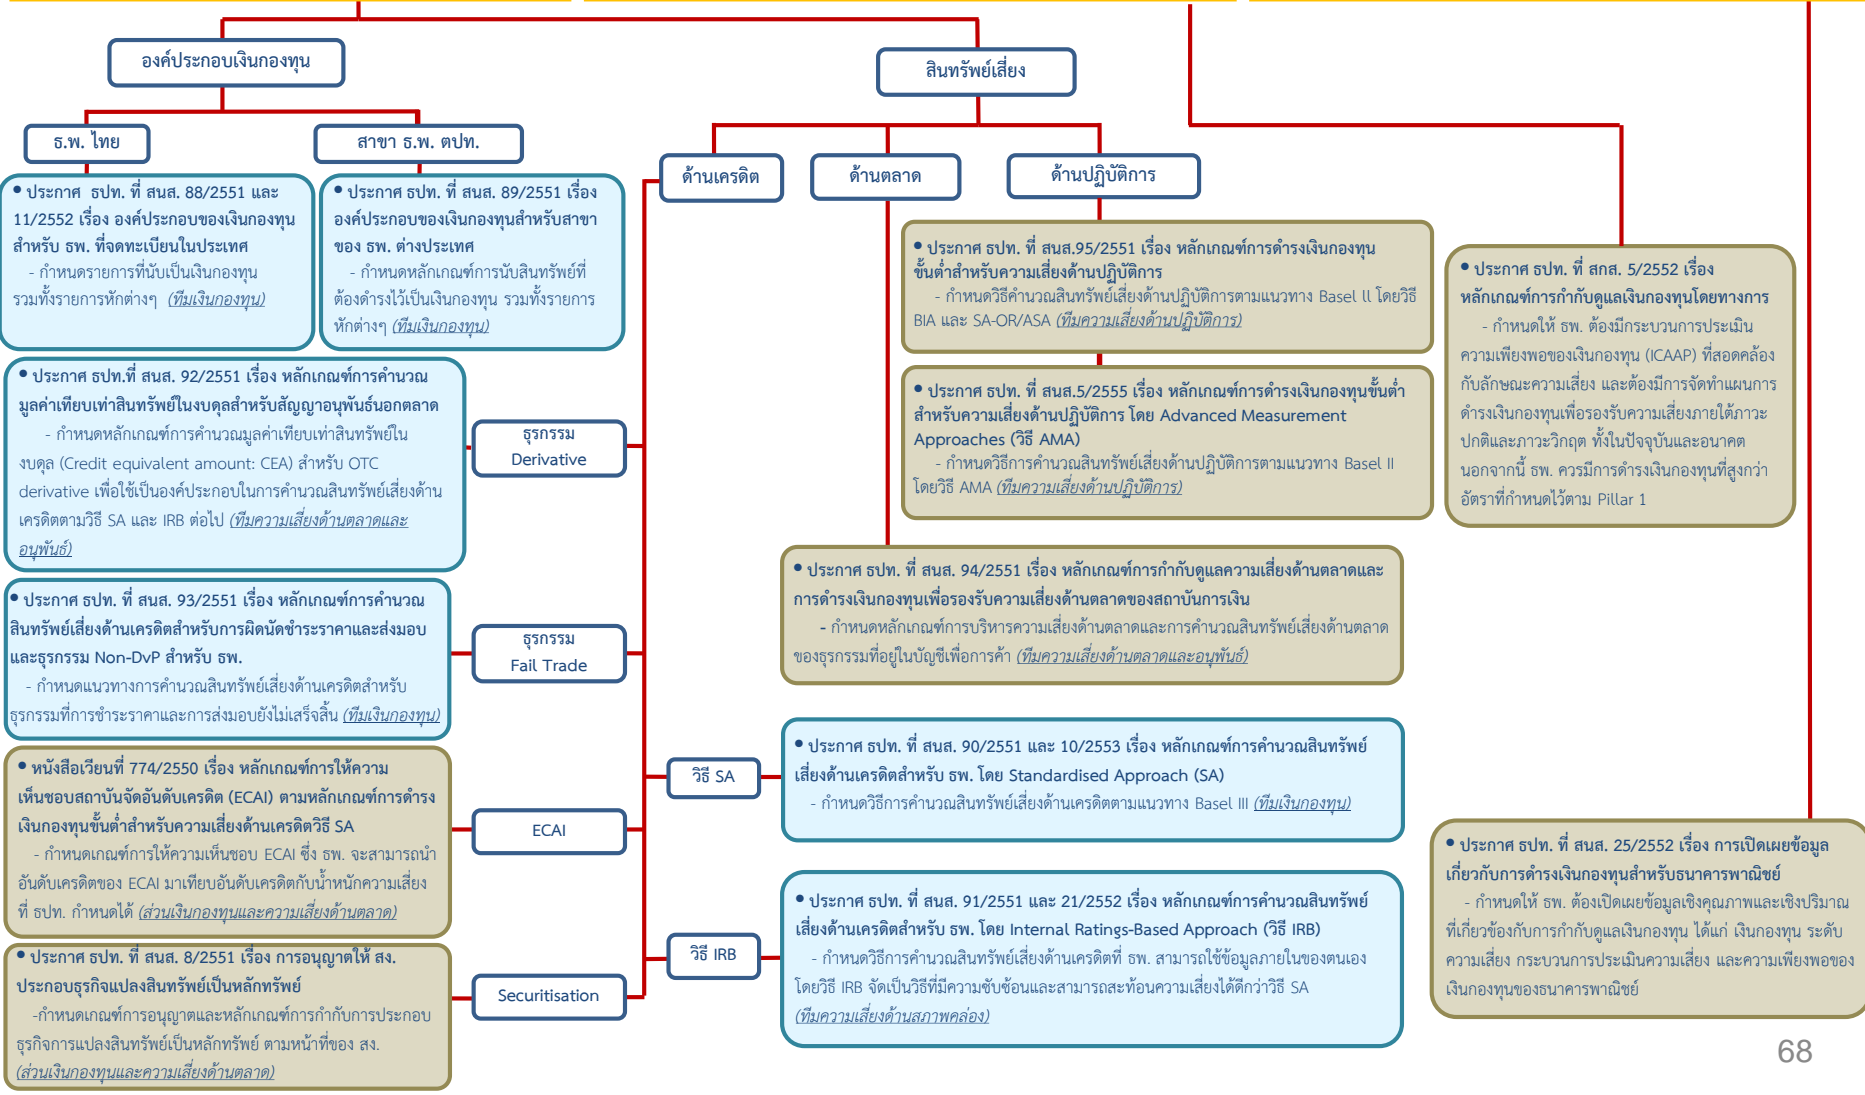 องค์ประกอบเงินกองทุน
สินทรัพย์เสี่ยง
ธ.พ. ไทย
สาขา ธ.พ. ตปท.
ด้านเครดิต
ด้านตลาด
ด้านปฏิบัติการ
• ประกาศ ธปท. ที่ สนส. 88/2551 และ
11/2552 เรื่อง องค์ประกอบของเงินกองทุน
สำหรับ ธพ. ที่จดทะเบียนในประเทศ
- กำหนดรายการที่นับเป็นเงินกองทุน
รวมทั้งรายการหักต่างๆ (ทีมเงินกองทุน)
• ประกาศ ธปท. ที่ สนส. 89/2551 เรื่อง
องค์ประกอบของเงินกองทุนสำหรับสาขา
ของ ธพ. ต่างประเทศ
- กำหนดหลักเกณฑ์การนับสินทรัพย์ที่
ต้องดำรงไว้เป็นเงินกองทุน รวมทั้งรายการ
หักต่างๆ (ทีมเงินกองทุน)
• ประกาศ ธปท. ที่ สนส.95/2551 เรื่อง หลักเกณฑ์การดำรงเงินกองทุน
ขั้นต่ำสำหรับความเสี่ยงด้านปฏิบัติการ
- กำหนดวิธีคำนวณสินทรัพย์เสี่ยงด้านปฏิบัติการตามแนวทาง Basel ll โดยวิธี
BIA และ SA-OR/ASA (ทีมความเสี่ยงด้านปฏิบัติการ)
• ประกาศ ธปท. ที่ สกส. 5/2552 เรื่อง
หลักเกณฑ์การกำกับดูแลเงินกองทุนโดยทางการ
- กำหนดให้ ธพ. ต้องมีกระบวนการประเมิน
ความเพียงพอของเงินกองทุน (ICAAP) ที่สอดคล้อง
กับลักษณะความเสี่ยง และต้องมีการจัดทำแผนการ
ดำรงเงินกองทุนเพื่อรองรับความเสี่ยงภายใต้ภาวะ
ปกติและภาวะวิกฤต ทั้งในปัจจุบันและอนาคต
นอกจากนี้ ธพ. ควรมีการดำรงเงินกองทุนที่สูงกว่า
อัตราที่กำหนดไว้ตาม Pillar 1
• ประกาศ ธปท.ที่ สนส. 92/2551 เรื่อง หลักเกณฑ์การคำนวณ
มูลค่าเทียบเท่าสินทรัพย์ในงบดุลสำหรับสัญญาอนุพันธ์นอกตลาด
- กำหนดหลักเกณฑ์การคำนวณมูลค่าเทียบเท่าสินทรัพย์ใน
งบดุล (Credit equivalent amount: CEA) สำหรับ OTC
derivative เพื่อใช้เป็นองค์ประกอบในการคำนวณสินทรัพย์เสี่ยงด้าน
เครดิตตามวิธี SA และ IRB ต่อไป (ทีมความเสี่ยงด้านตลาดและ
อนุพันธ์)
ธุรกรรม
Derivative
• ประกาศ ธปท. ที่ สนส.5/2555 เรื่อง หลักเกณฑ์การดำรงเงินกองทุนขั้นต่ำ
สำหรับความเสี่ยงด้านปฏิบัติการ โดย Advanced Measurement
Approaches (วิธี AMA)
- กำหนดวิธีการคำนวณสินทรัพย์เสี่ยงด้านปฏิบัติการตามแนวทาง Basel II
โดยวิธี AMA (ทีมความเสี่ยงด้านปฏิบัติการ)
• ประกาศ ธปท. ที่ สนส. 94/2551 เรื่อง หลักเกณฑ์การกำกับดูแลความเสี่ยงด้านตลาดและ
การดำรงเงินกองทุนเพื่อรองรับความเสี่ยงด้านตลาดของสถาบันการเงิน
- กำหนดหลักเกณฑ์การบริหารความเสี่ยงด้านตลาดและการคำนวณสินทรัพย์เสี่ยงด้านตลาด
ของธุรกรรมที่อยู่ในบัญชีเพื่อการค้า (ทีมความเสี่ยงด้านตลาดและอนุพันธ์)
• ประกาศ ธปท. ที่ สนส. 93/2551 เรื่อง หลักเกณฑ์การคำนวณ
สินทรัพย์เสี่ยงด้านเครดิตสำหรับการผิดนัดชำระราคาและส่งมอบ
และธุรกรรม Non-DvP สำหรับ ธพ.
- กำหนดแนวทางการคำนวณสินทรัพย์เสี่ยงด้านเครดิตสำหรับ
ธุรกรรมที่การชำระราคาและการส่งมอบยังไม่เสร็จสิ้น (ทีมเงินกองทุน)
ธุรกรรม
Fail Trade
• หนังสือเวียนที่ 774/2550 เรื่อง หลักเกณฑ์การให้ความ
เห็นชอบสถาบันจัดอันดับเครดิต (ECAI) ตามหลักเกณฑ์การดำรง
เงินกองทุนขั้นต่ำสำหรับความเสี่ยงด้านเครดิตวิธี SA
- กำหนดเกณฑ์การให้ความเห็นชอบ ECAI ซึ่ง ธพ. จะสามารถนำ
อันดับเครดิตของ ECAI มาเทียบอันดับเครดิตกับน้ำหนักความเสี่ยง
ที่ ธปท. กำหนดได้ (ส่วนเงินกองทุนและความเสี่ยงด้านตลาด)
ECAI
วิธี SA
• ประกาศ ธปท. ที่ สนส. 90/2551 และ 10/2553 เรื่อง หลักเกณฑ์การคำนวณสินทรัพย์
เสี่ยงด้านเครดิตสำหรับ ธพ. โดย Standardised Approach (SA)
- กำหนดวิธีการคำนวณสินทรัพย์เสี่ยงด้านเครดิตตามแนวทาง Basel III (ทีมเงินกองทุน)
• ประกาศ ธปท. ที่ สนส. 25/2552 เรื่อง การเปิดเผยข้อมูล
เกี่ยวกับการดำรงเงินกองทุนสำหรับธนาคารพาณิชย์
- กำหนดให้ ธพ. ต้องเปิดเผยข้อมูลเชิงคุณภาพและเชิงปริมาณ
ที่เกี่ยวข้องกับการกำกับดูแลเงินกองทุน ได้แก่ เงินกองทุน ระดับ
ความเสี่ยง กระบวนการประเมินความเสี่ยง และความเพียงพอของ
เงินกองทุนของธนาคารพาณิชย์
• ประกาศ ธปท. ที่ สนส. 8/2551 เรื่อง การอนุญาตให้ สง.
ประกอบธุรกิจแปลงสินทรัพย์เป็นหลักทรัพย์
-กำหนดเกณฑ์การอนุญาตและหลักเกณฑ์การกำกับการประกอบ
ธุรกิจการแปลงสินทรัพย์เป็นหลักทรัพย์ ตามหน้าที่ของ สง.
(ส่วนเงินกองทุนและความเสี่ยงด้านตลาด)
Securitisation
วิธี IRB
• ประกาศ ธปท. ที่ สนส. 91/2551 และ 21/2552 เรื่อง หลักเกณฑ์การคำนวณสินทรัพย์
เสี่ยงด้านเครดิตสำหรับ ธพ. โดย Internal Ratings-Based Approach (วิธี IRB)
- กำหนดวิธีการคำนวณสินทรัพย์เสี่ยงด้านเครดิตที่ ธพ. สามารถใช้ข้อมูลภายในของตนเอง
โดยวิธี IRB จัดเป็นวิธีที่มีความซับซ้อนและสามารถสะท้อนความเสี่ยงได้ดีกว่าวิธี SA
(ทีมความเสี่ยงด้านสภาพคล่อง)
68